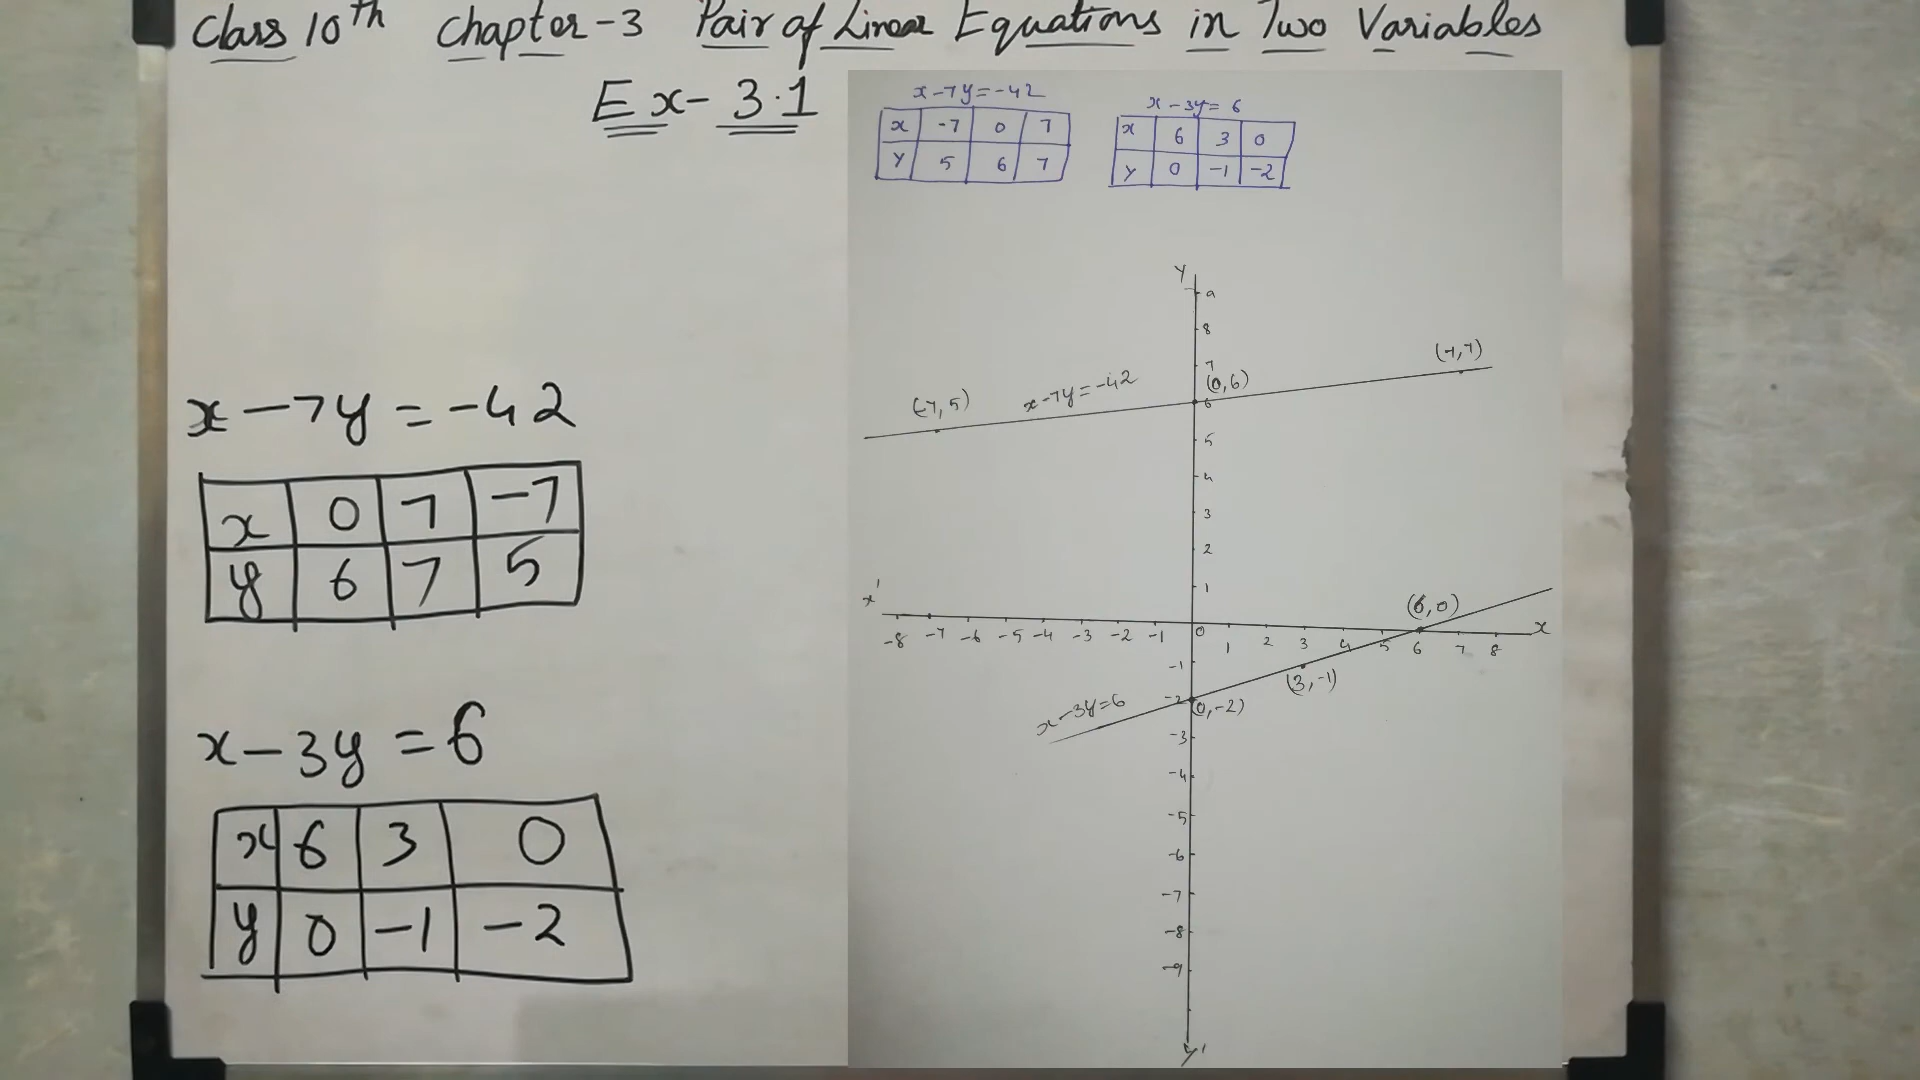 Class 10th Chapter-3 Pair of Linear Equations in Two Variables
Ex- 3.1
x-7y=-42
x -7 0 7
Y 5 6 7
x-3y=6
x 6 3 0
y 0 -1 -2
x-7y=-42
x 0 7 -7
y 6 7 5
x-3y=6
x 6 3 0
y 0 -1 -2
Y
9
8
7
(7,7)
(0,6)
x-7y=-42
(-7,5)
6
5
4
3
2
1
(6,0)
x'
x
-8 -7 -6 -5 -4 -3 -2 -1 0 1 2 3 4 5 6 7 8
-1
(3,-1)
-2
(0,-2)
x-3y=6
-3
-4
-5
-6
-7
-8
-9
y'